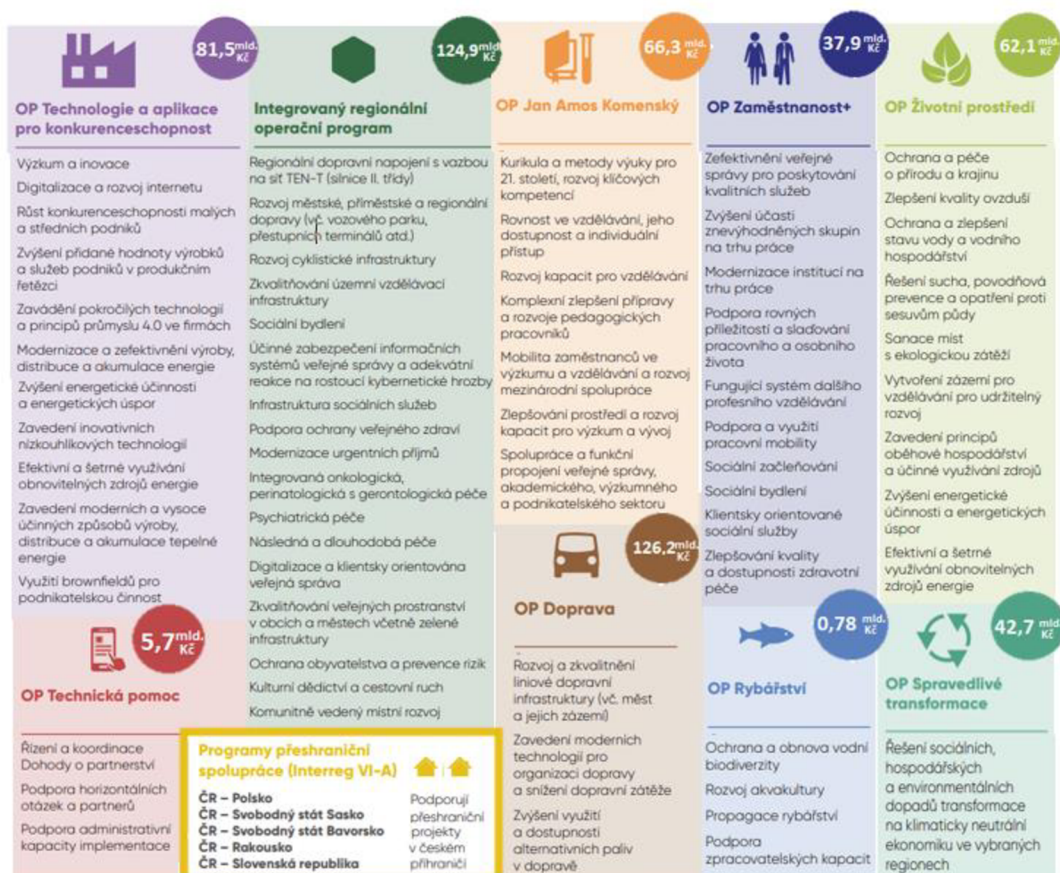 81,5 mld. Kč
OP Technologie a aplikace
pro konkurenceschopnost
Výzkum a inovace
Digitalizace a rozvoj internetu
Růst konkurenceschopnosti malých
a středních podniků
Zvýšení přidané hodnoty výrobků
a služeb podniků v produkčním
řetězci
Zavádění pokročilých technologií
a principů průmyslu 4.0 ve firmách
Modernizace a zefektivnění výroby,
distribuce a akumulace energie
Zvýšení energetické účinnosti
a energetických úspor
Zavedení inovativních
nízkouhlíkových technologií
Efektivní a šetrné využívání
obnovitelných zdrojů energie
Zavedení moderních a vysoce
účinných způsobů výroby,
distribuce a akumulace tepelné
energie
Využití brownfieldů pro
podnikatelskou činnost
124,9 mld. Kč
Integrovaný regionální
operační program
Regionální dopravní napojení s vazbou
na síť TEN-T (silnice II. třídy)
Rozvoj městské, příměstské a regionální
dopravy (vč. vozového parku,
přestupních terminálů atd.)
Rozvoj cyklistické infrastruktury
Zkvalitňování územní vzdělávací
infrastruktury
Sociální bydlení
Účinné zabezpečení informačních
systémů veřejné správy a adekvátní
reakce na rostoucí kybernetické hrozby
Infrastruktura sociálních služeb
Podpora ochrany veřejného zdraví
Modernizace urgentních příjmů
Integrovaná onkologická,
perinatologická s gerontologická péče
Psychiatrická péče
Následná a dlouhodobá péče
Digitalizace a klientsky orientovaná
veřejná správa
Zkvalitňování veřejných prostranství
v obcích a městech včetně zelené
infrastruktury
Ochrana obyvatelstva a prevence rizik
Kulturní dědictví a cestovní ruch
Komunitně vedený místní rozvoj
66,3 mld. Kč
OP Jan Amos Komenský
Kurikula a metody výuky pro
21. století, rozvoj klíčových
kompetencí
Rovnost ve vzdělávání, jeho
dostupnost a individuální
přístup
Rozvoj kapacit pro vzdělávání
Komplexní zlepšení přípravy
a rozvoje pedagogických
pracovníků
Mobilita zaměstnanců ve
výzkumu a vzdělávání a rozvoj
mezinárodní spolupráce
Zlepšování prostředí a rozvoj
kapacit pro výzkum a vývoj
Spolupráce a funkční
propojení veřejné správy,
akademického, výzkumného
a podnikatelského sektoru
37,9 mld. Kč
OP Zaměstnanost+
Zefektivnění veřejné
správy pro poskytování
kvalitních služeb
Zvýšení účasti
znevýhodněných skupin
na trhu práce
Modernizace institucí na
trhu práce
Podpora rovných
příležitostí a slaďování
pracovního a osobního
života
Fungující systém dalšího
profesního vzdělávání
Podpora a využití
pracovní mobility
Sociální začleňování
Sociální bydlení
Klientsky orientované
sociální služby
Zlepšování kvality
a dostupnosti zdravotní
péče
62,1 mld. Kč
OP Životní prostředí
Ochrana a péče
o přírodu a krajinu
Zlepšení kvality ovzduší
Ochrana a zlepšení
stavu vody a vodního
hospodářství
Řešení sucha, povodňová
prevence a opatření proti
sesuvům půdy
Sanace míst
s ekologickou zátěží
Vytvoření zázemí pro
vzdělávání pro udržitelný
rozvoj
Zavedení principů
oběhové hospodářství
a účinné využívání zdrojů
Zvýšení energetické
účinnosti a energetických
úspor
Efektivní a šetrné
využívání obnovitelných
zdrojů energie
5,7 mld. Kč
OP Technická pomoc
Řízení a koordinace
Dohody o partnerství
Podpora horizontálních
otázek a partnerů
Podpora administrativní
kapacity implementace
Programy přeshraniční
spolupráce (Interreg VI-A)
ČR – Polsko
ČR – Svobodný stát Sasko
ČR – Svobodný stát Bavorsko
ČR – Rakousko
ČR – Slovenská republika
Podporují
přeshraniční
projekty
v českém
příhraničí
126,2 mld. Kč
OP Doprava
Rozvoj a zkvalitnění
liniové dopravní
infrastruktury (vč. měst
a jejich zázemí)
Zavedení moderních
technologií pro
organizaci dopravy
a snížení dopravní zátěže
Zvýšení využití
a dostupnosti
alternativních paliv
v dopravě
0,78 mld. Kč
OP Rybářství
Ochrana a obnova vodní
biodiverzity
Rozvoj akvakultury
Propagace rybářství
Podpora
zpracovatelských kapacit
42,7 mld. Kč
OP Spravedlivé
transformace
Řešení sociálních,
hospodářských
a environmentálních
dopadů transformace
na klimaticky neutrální
ekonomiku ve vybraných
regionech